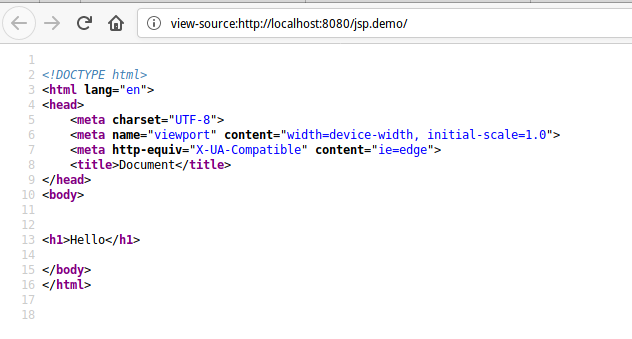 view-source:http://localhost:8080/jsp.demo/
1
2 <!DOCTYPE html>
3 <html lang="en">
4 <head>
5     <meta charset="UTF-8">
6     <meta name="viewport" content="width=device-width, initial-scale=1.0">
7     <meta http-equiv="X-UA-Compatible" content="ie=edge">
8     <title>Document</title>
9 </head>
10 <body>
11
12
13 <h1>Hello</h1>
14
15 </body>
16 </html>
17
18